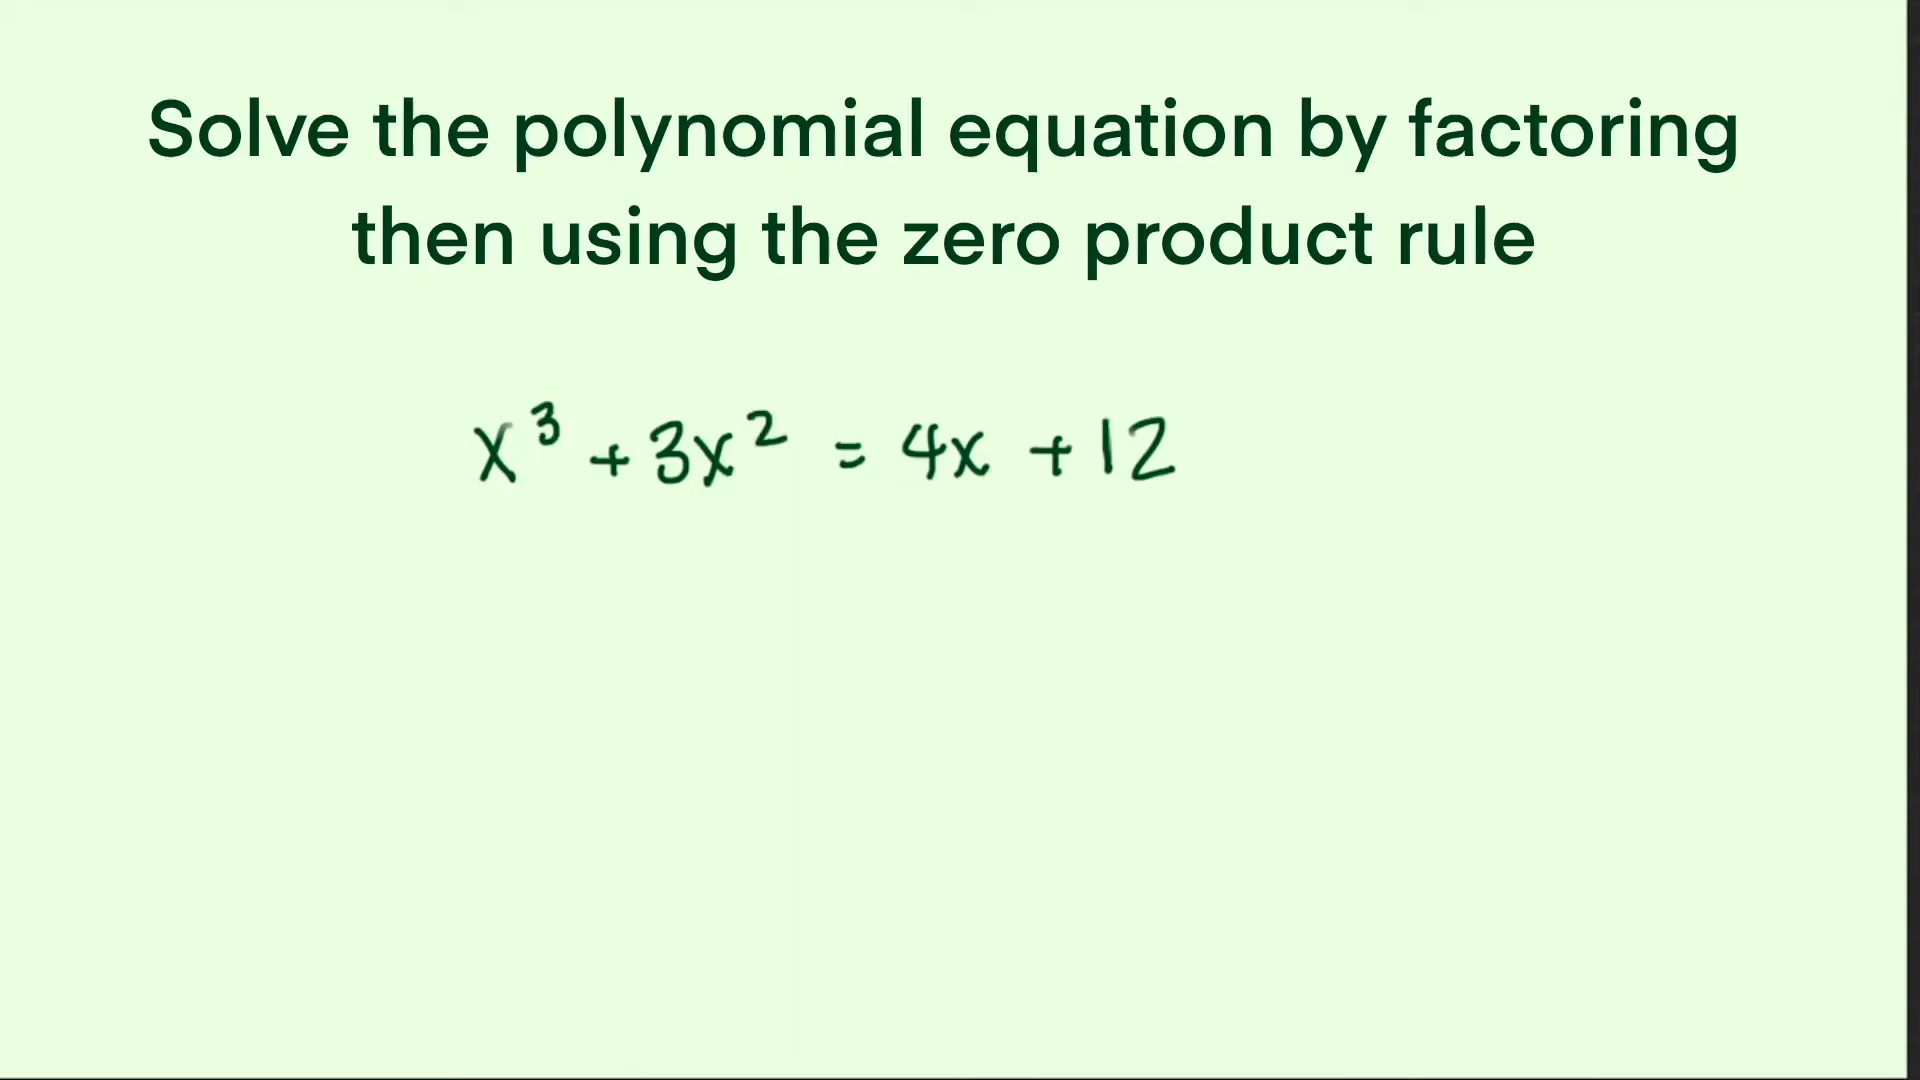 Solve the polynomial equation by factoring
then using the zero product rule
x³ + 3x² = 4x + 12